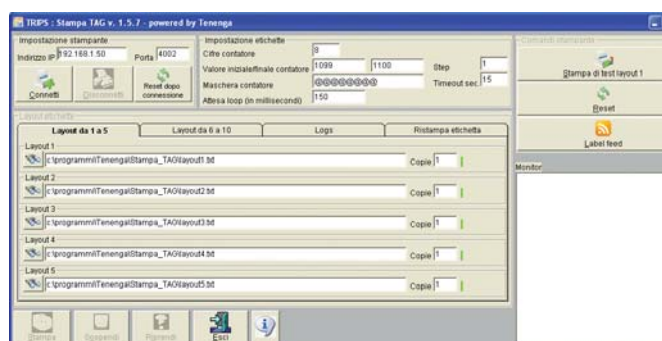 TRIPS : Stampa TAG v. 1.5.7 - powered by Tenenga
Impostazione stampante
Indirizzo IP 192.168.1.50 Porta 4002
Connetti Disconnetti Reset dopo connessione
Impostazione etichette
Cifre contatore 8
Valore iniziale/finale contatore 1099 1100
Maschera contatore @@@@@@@@
Attesa loop (in millisecondi) 150
Step 1
Timeout sec. 15
Comandi stampante
Stampa di test layout 1
Reset
Label feed
Monitor
Layout etichette
Layout da 1 a 5 Layout da 6 a 10 Logs Ristampa etichetta
Layout 1
c:\programmi\Tenenga\Stampa_TAG\layout1.txt Copie 1
Layout 2
c:\programmi\Tenenga\Stampa_TAG\layout2.txt Copie 1
Layout 3
c:\programmi\Tenenga\Stampa_TAG\layout3.txt Copie 1
Layout 4
c:\programmi\Tenenga\Stampa_TAG\layout4.txt Copie 1
Layout 5
c:\programmi\Tenenga\Stampa_TAG\layout5.txt Copie 1
Stampa Sospendi Riprendi Esci